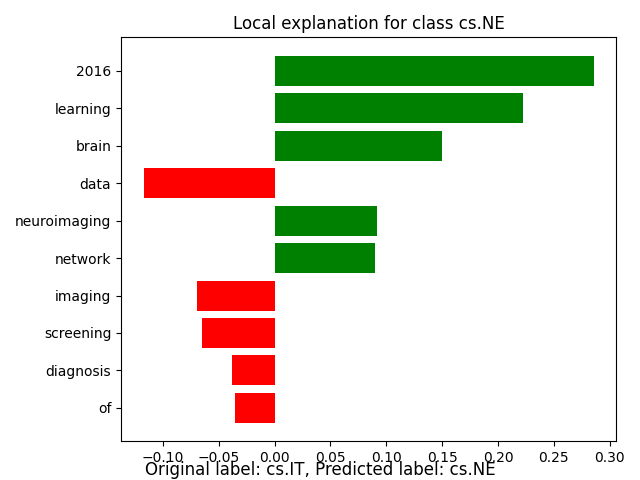 Local explanation for class cs.NE
2016
learning
brain
data
neuroimaging
network
imaging
screening
diagnosis
of
−0.10 −0.05 0.00 0.05 0.10 0.15 0.20 0.25 0.30
Original label: cs.IT, Predicted label: cs.NE